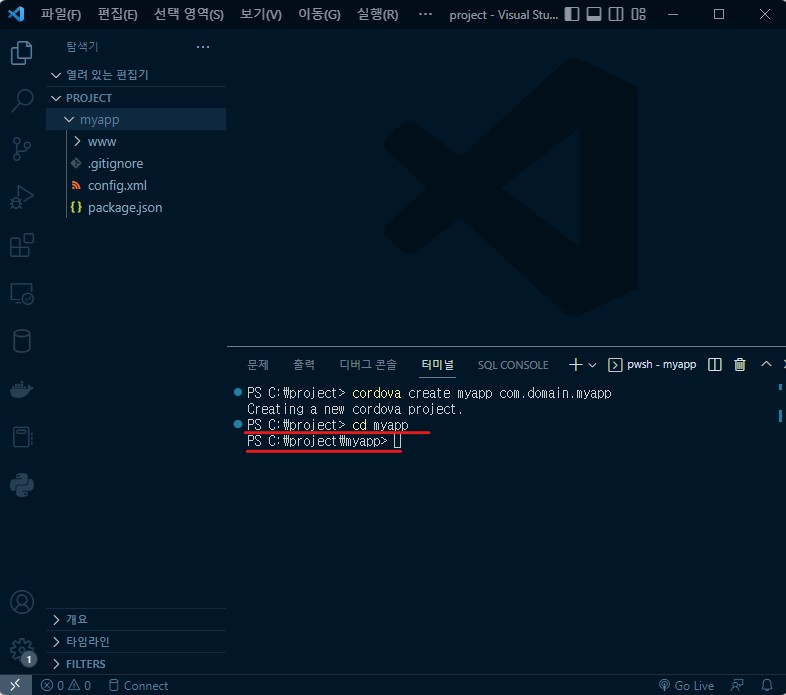 파일(F) 편집(E) 선택 영역(S) 보기(V) 이동(G) 실행(R) ··· project - Visual Stu...
탐색기 ···
열려 있는 편집기
PROJECT
myapp
www
.gitignore
config.xml
{} package.json
문제 출력 디버그 콘솔 터미널 SQL CONSOLE pwsh - myapp
PS C:₩project> cordova create myapp com.domain.myapp
Creating a new cordova project.
PS C:₩project> cd myapp
PS C:₩project₩myapp>
개요
타임라인
1
FILTERS
0 0 Connect Go Live